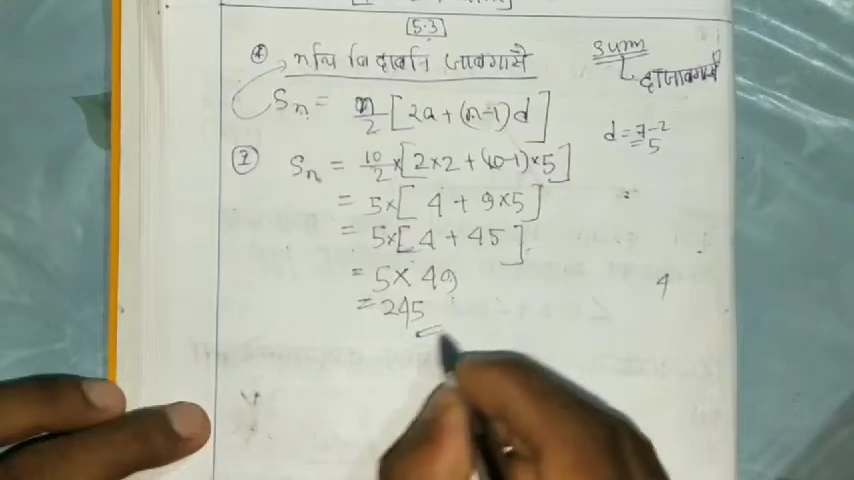 5.3
Sum
Sₙ = n/2 [2a + (n-1) d]
d = 7-2
= 5
① Sₙ = 10/2 × [2×2 + (10-1) × 5]
= 5×[4 + 9×5]
= 5×[4 + 45]
= 5 × 49
= 245
4